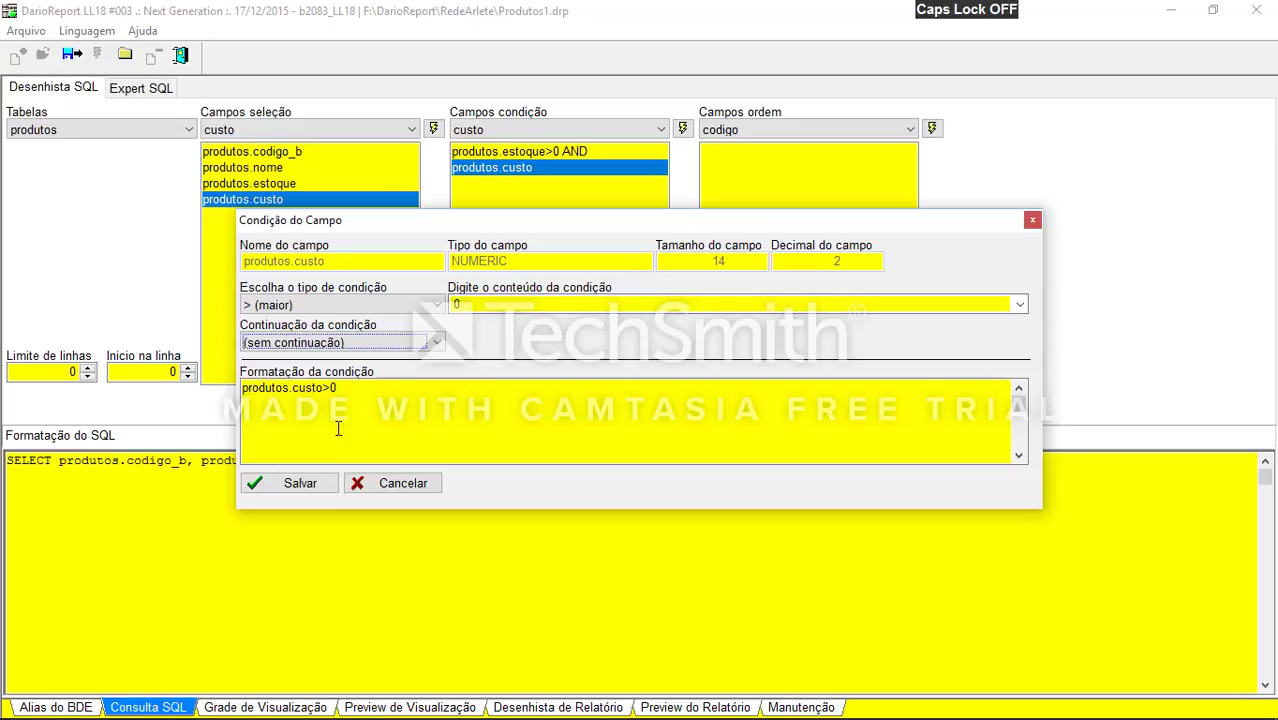 DarioReport LL18 #003 .: Next Generation :. 17/12/2015 - b2083_LL18 | F:\DarioReport\RedeArlete\Produtos1.drp
Caps Lock OFF
Arquivo Linguagem Ajuda
Desenhista SQL Expert SQL
Tabelas Campos seleção Campos condição Campos ordem
produtos custo custo codigo
produtos.codigo_b produtos.estoque>0 AND
produtos.nome produtos.custo
produtos.estoque
produtos.custo
Condição do Campo
Nome do campo Tipo do campo Tamanho do campo Decimal do campo
produtos.custo NUMERIC 14 2
Escolha o tipo de condição Digite o conteúdo da condição
> (maior) 0
Continuação da condição
(sem continuação)
TechSmith®
Limite de linhas Inicio na linha
0 0
Formatação da condição
produtos.custo>0
MADE WITH CAMTASIA FREE TRIAL
Formatação do SQL
SELECT produtos.codigo_b, produ
Salvar Cancelar
Alias do BDE Consulta SQL Grade de Visualização Preview de Visualização Desenhista de Relatório Preview do Relatório Manutenção